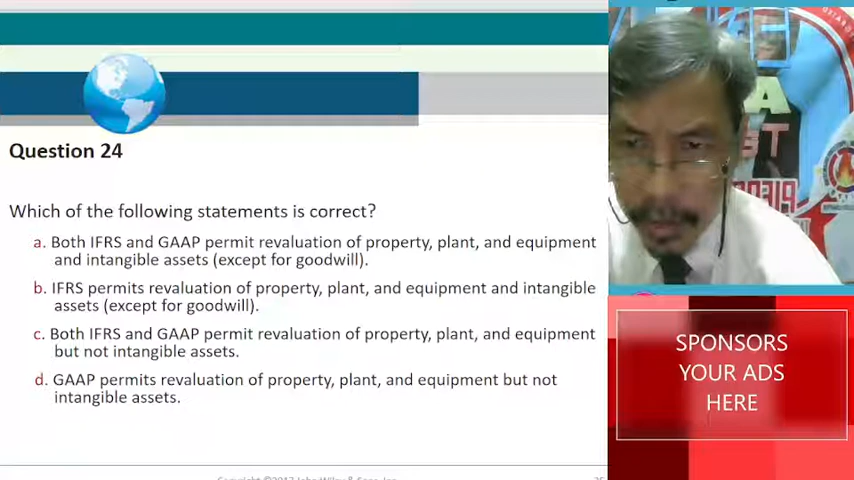 Question 24
Which of the following statements is correct?
a. Both IFRS and GAAP permit revaluation of property, plant, and equipment
and intangible assets (except for goodwill).
b. IFRS permits revaluation of property, plant, and equipment and intangible
assets (except for goodwill).
c. Both IFRS and GAAP permit revaluation of property, plant, and equipment
but not intangible assets.
d. GAAP permits revaluation of property, plant, and equipment but not
intangible assets.
SPONSORS
YOUR ADS
HERE